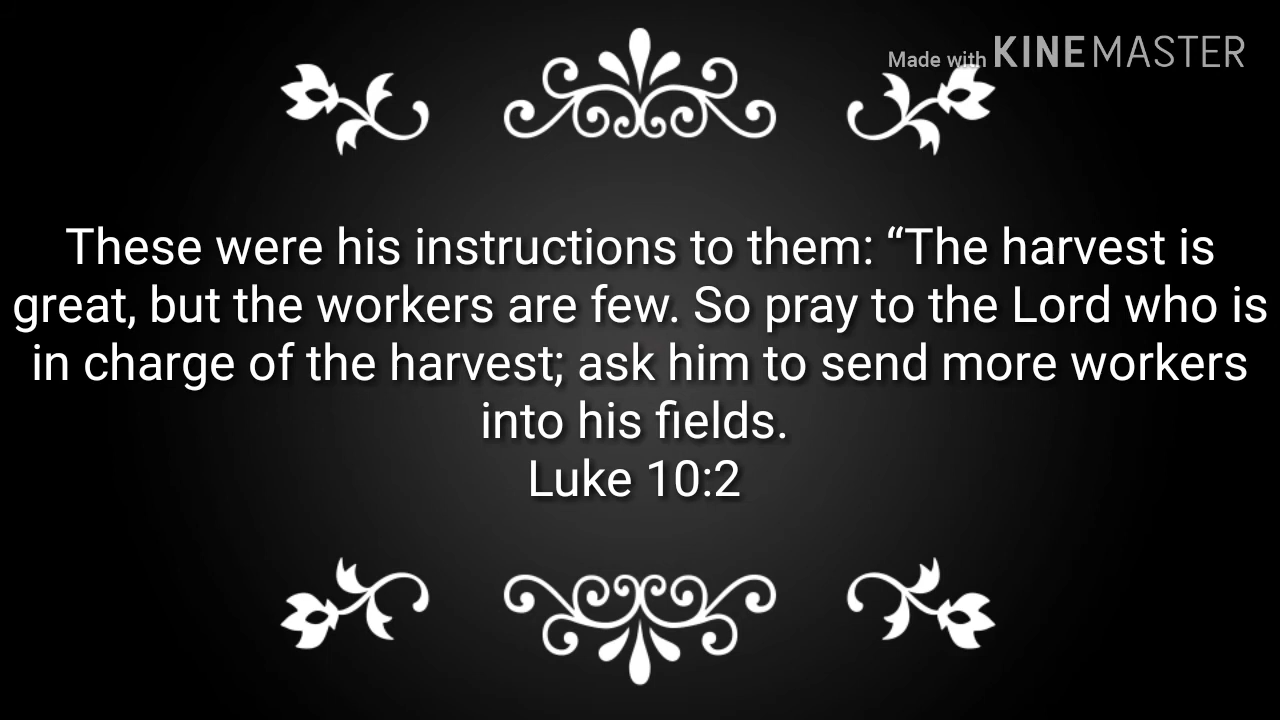 Made with KINEMASTER
These were his instructions to them: “The harvest is
great, but the workers are few. So pray to the Lord who is
in charge of the harvest; ask him to send more workers
into his fields.
Luke 10:2